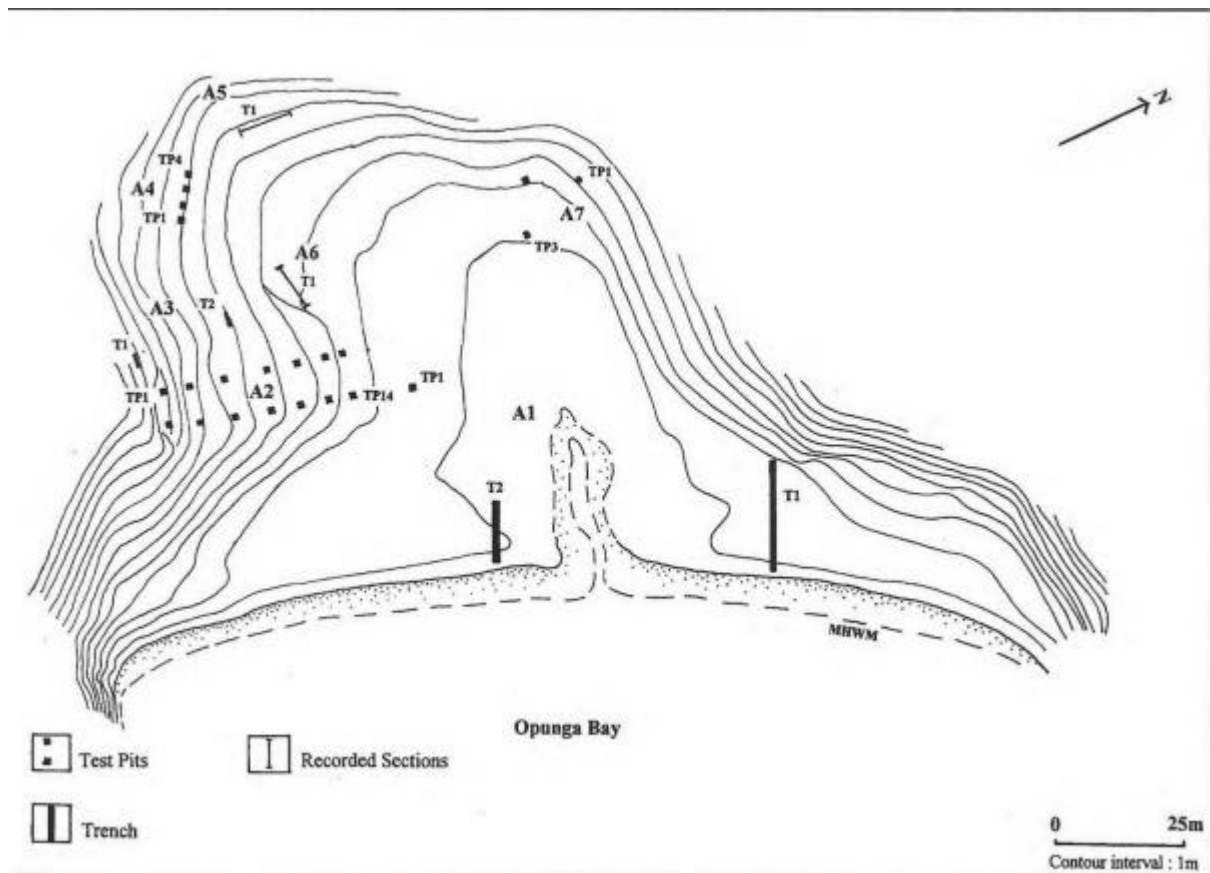 A5
T1
N
TP4
A4
TP1
TP1
A7
TP3
A6
T1
A3
T2
T1
TP1
A2
TP14
TP1
A1
T2
T1
MHWM
Opunga Bay
Test Pits
Recorded Sections
Trench
0 25m
Contour interval : 1m